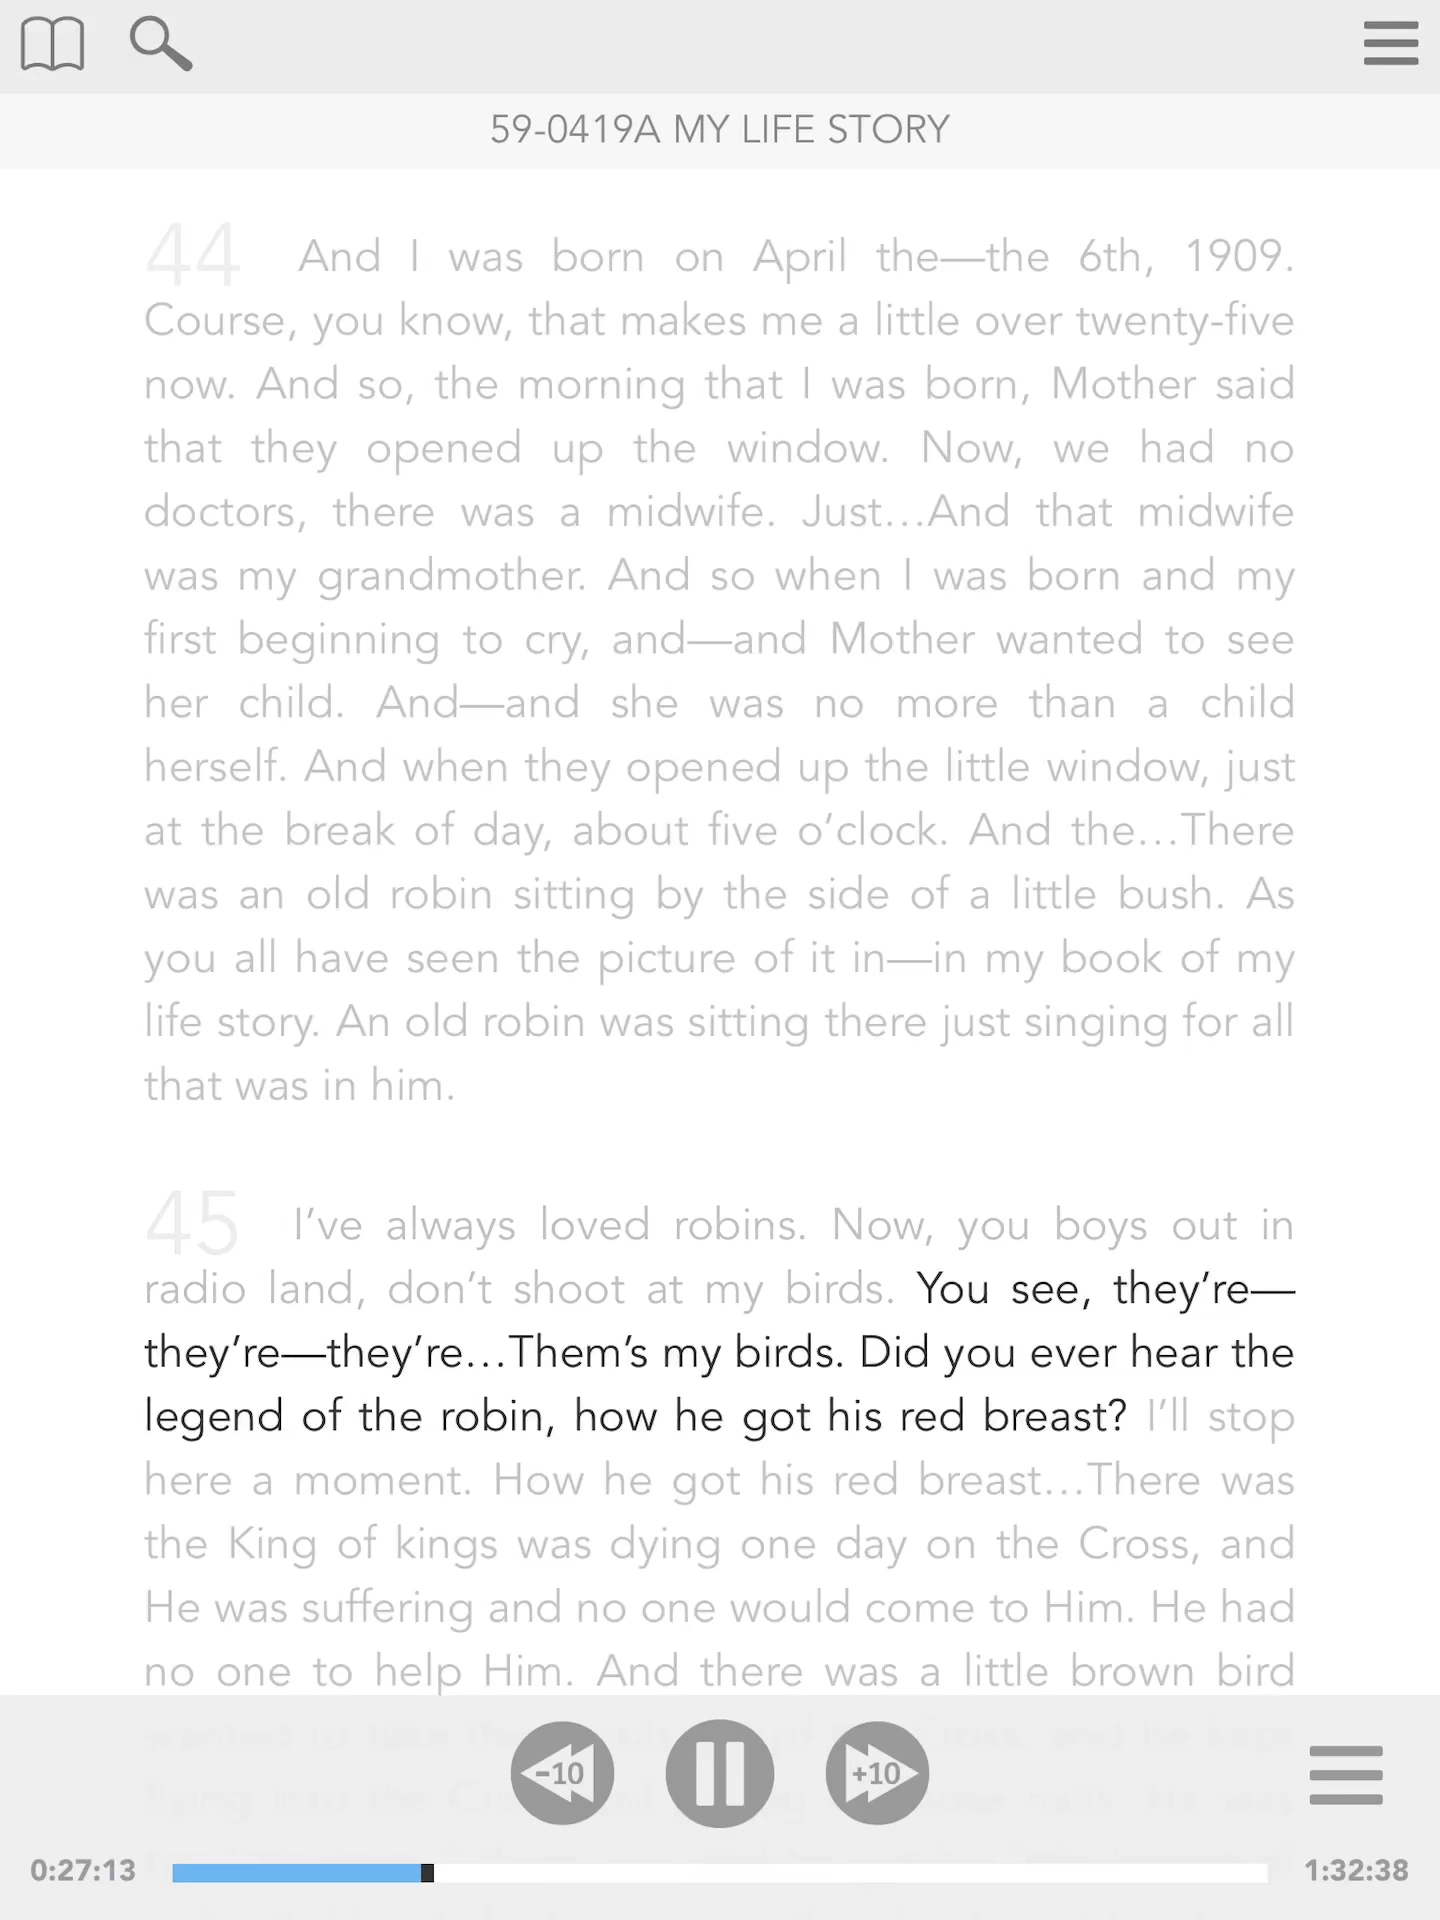 59-0419A MY LIFE STORY
44 And I was born on April the—the 6th, 1909.
Course, you know, that makes me a little over twenty-five
now. And so, the morning that I was born, Mother said
that they opened up the window. Now, we had no
doctors, there was a midwife. Just…And that midwife
was my grandmother. And so when I was born and my
first beginning to cry, and—and Mother wanted to see
her child. And—and she was no more than a child
herself. And when they opened up the little window, just
at the break of day, about five o’clock. And the…There
was an old robin sitting by the side of a little bush. As
you all have seen the picture of it in—in my book of my
life story. An old robin was sitting there just singing for all
that was in him.
45 I’ve always loved robins. Now, you boys out in
radio land, don’t shoot at my birds. You see, they’re—
they’re—they’re…Them’s my birds. Did you ever hear the
legend of the robin, how he got his red breast? I’ll stop
here a moment. How he got his red breast…There was
the King of kings was dying one day on the Cross, and
He was suffering and no one would come to Him. He had
no one to help Him. And there was a little brown bird
-10 +10
0:27:13 1:32:38